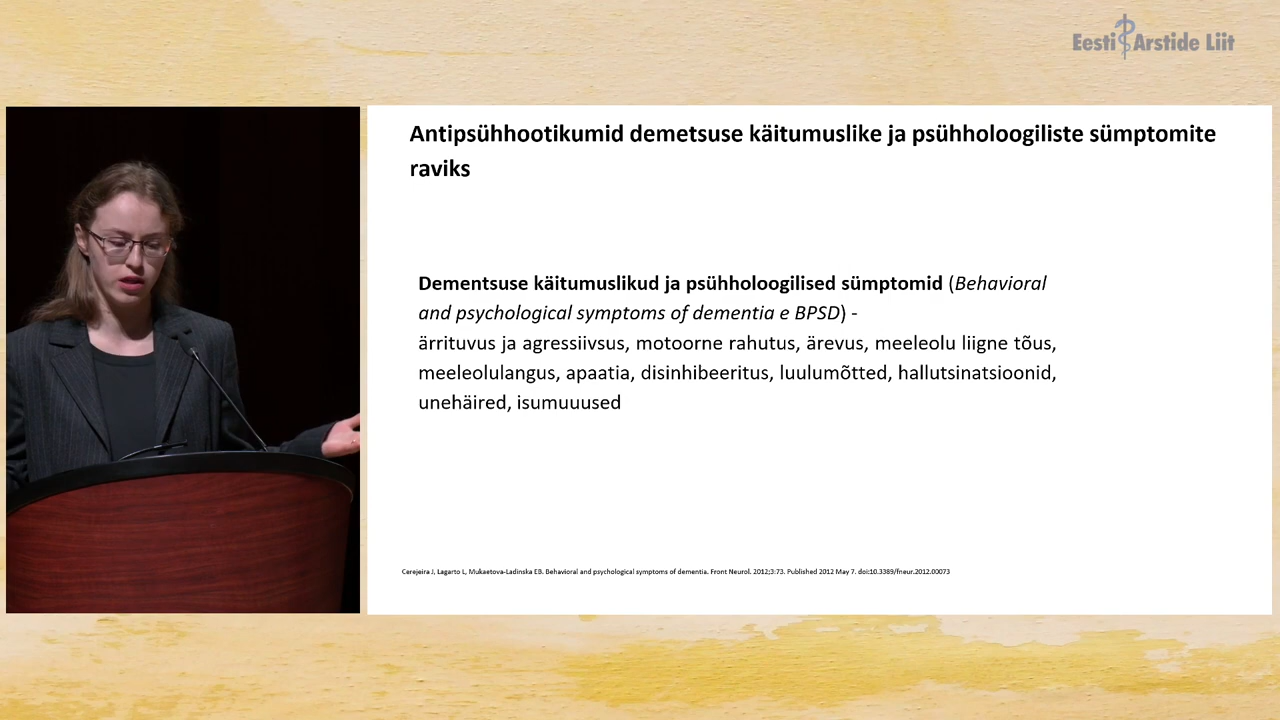 Eesti Arstide Liit
Antipsühhootikumid demetsuse käitumuslike ja psühholoogiliste sümptomite
raviks
Dementsuse käitumuslikud ja psühholoogilised sümptomid (Behavioral
and psychological symptoms of dementia e BPSD) -
ärrituvus ja agressiivsus, motoorne rahutus, ärevus, meeleolu liigne tõus,
meeleolulangus, apaatia, disinhibeeritus, luulumõtted, hallutsinatsioonid,
unehäired, isumuuused
Cerejeira J, Lagarto L, Mukaetova-Ladinska EB. Behavioral and psychological symptoms of dementia. Front Neurol. 2012;3:73. Published 2012 May 7. doi:10.3389/fneur.2012.00073